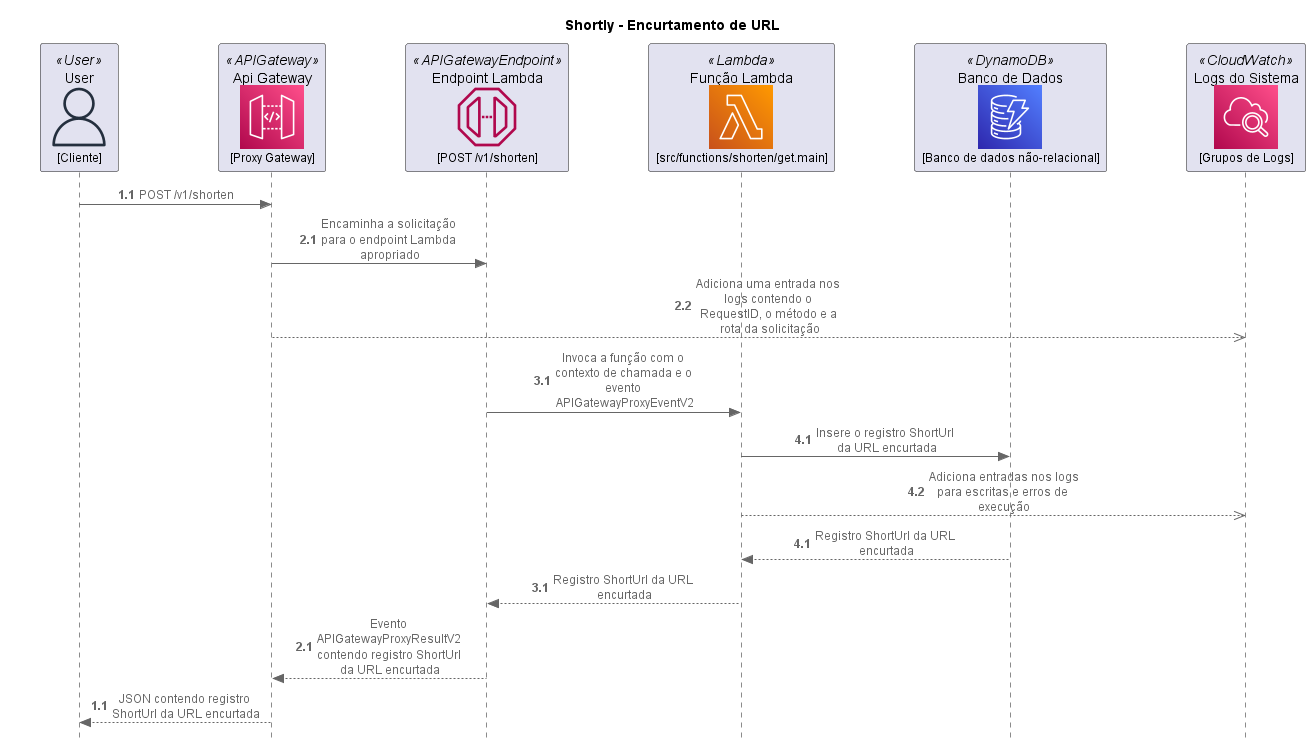 Shortly - Encurtamento de URL
«User»
User
[Cliente]
«APIGateway»
Api Gateway
</>
[Proxy Gateway]
«APIGatewayEndpoint»
Endpoint Lambda
[POST /v1/shorten]
«Lambda»
Função Lambda
[src/functions/shorten/get.main]
«DynamoDB»
Banco de Dados
[Banco de dados não-relacional]
«CloudWatch»
Logs do Sistema
[Grupos de Logs]
1.1 POST /v1/shorten
Encaminha a solicitação
2.1 para o endpoint Lambda
apropriado
Adiciona uma entrada nos
2.2 logs contendo o
RequestID, o método e a
rota da solicitação
Invoca a função com o
contexto de chamada e o
3.1 evento
APIGatewayProxyEventV2
4.1 Insere o registro ShortUrl
da URL encurtada
Adiciona entradas nos logs
4.2 para escritas e erros de
execução
4.1 Registro ShortUrl da URL
encurtada
3.1 Registro ShortUrl da URL
encurtada
Evento
APIGatewayProxyResultV2
2.1 contendo registro ShortUrl
da URL encurtada
1.1 JSON contendo registro
ShortUrl da URL encurtada